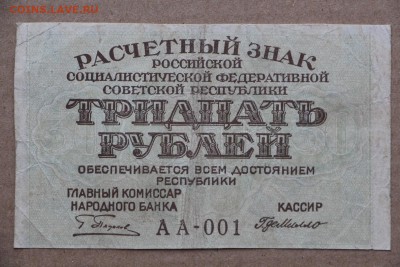 COINS.LAVE.RU
РАСЧЕТНЫЙ ЗНАК
РОССИЙСКОЙ
СОЦИАЛИСТИЧЕСКОЙ ФЕДЕРАТИВНОЙ
СОВЕТСКОЙ РЕСПУБЛИКИ
ТРИДЦАТЬ
РУБЛЕЙ
ОБЕСПЕЧИВАЕТСЯ ВСЕМ ДОСТОЯНИЕМ
РЕСПУБЛИКИ
ГЛАВНЫЙ КОМИССАР
НАРОДНОГО БАНКА
КАССИР
АА-001